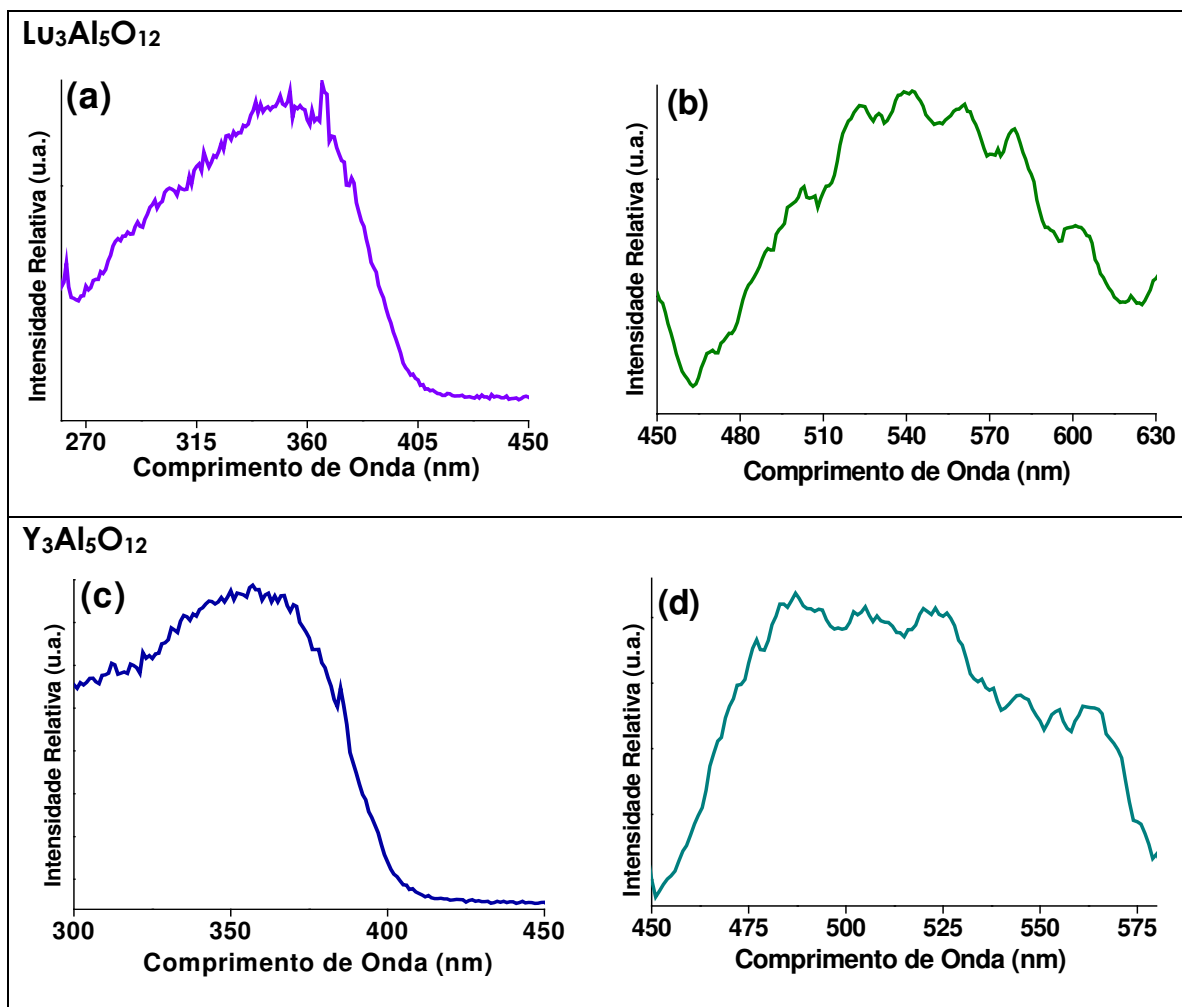 Lu₃Al₅O₁₂
(a)
Intensidade Relativa (u.a.)
270 315 360 405 450
Comprimento de Onda (nm)
(b)
Intensidade Relativa (u.a.)
450 480 510 540 570 600 630
Comprimento de Onda (nm)
Y₃Al₅O₁₂
(c)
Intensidade Relativa (u.a.)
300 350 400 450
Comprimento de Onda (nm)
(d)
Intensidade Relativa (u.a.)
450 475 500 525 550 575
Comprimento de Onda (nm)